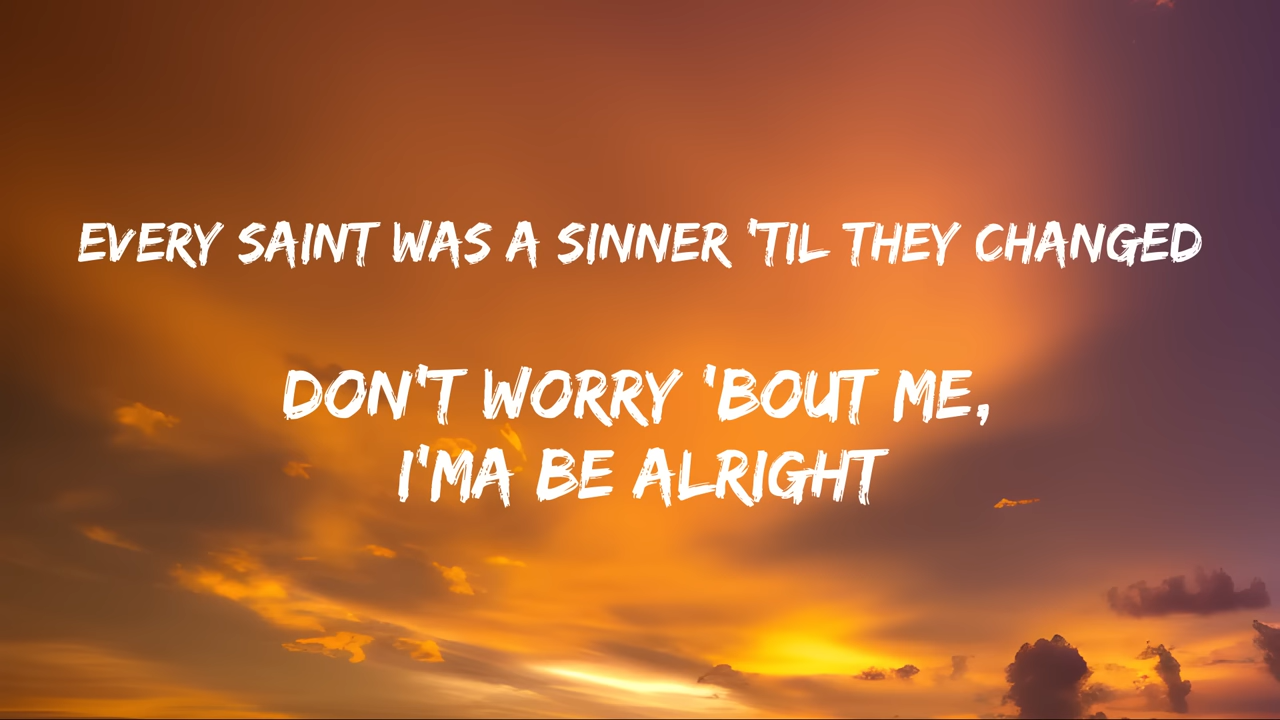 EVERY SAINT WAS A SINNER 'TIL THEY CHANGED
DON'T WORRY 'BOUT ME,
I'MA BE ALRIGHT